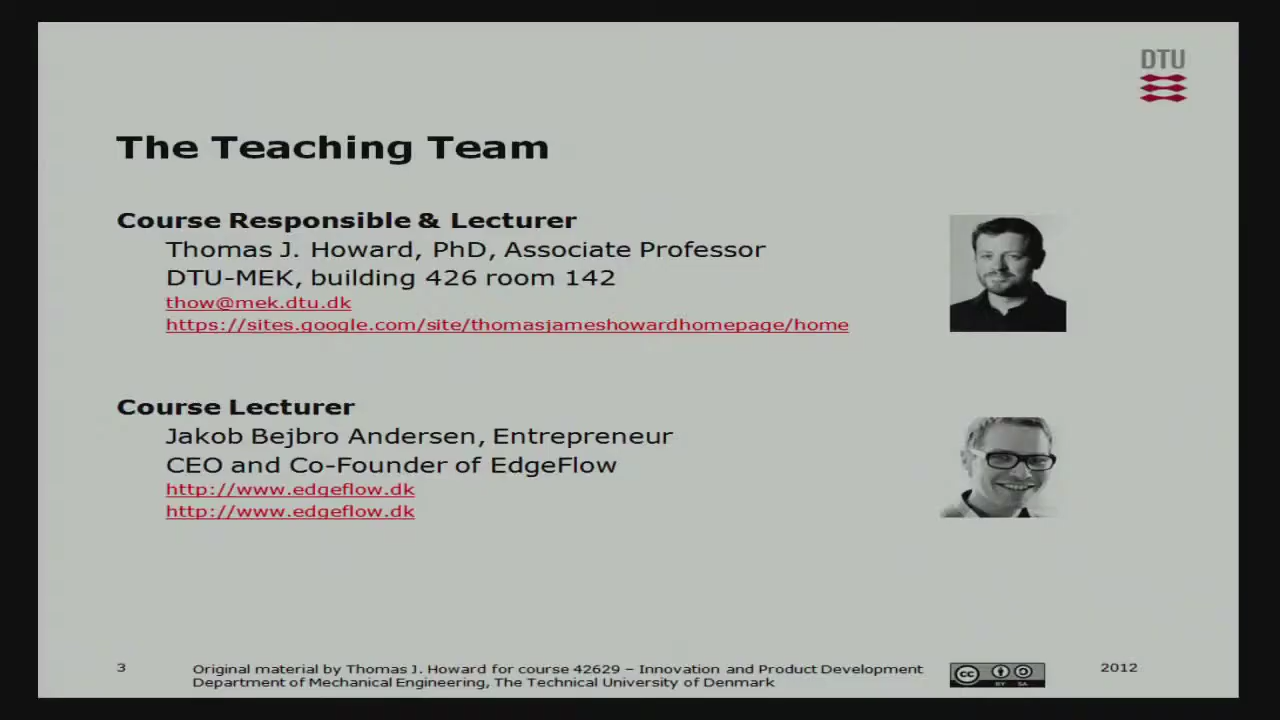 DTU
The Teaching Team
Course Responsible & Lecturer
Thomas J. Howard, PhD, Associate Professor
DTU-MEK, building 426 room 142
thow@mek.dtu.dk
https://sites.google.com/site/thomasjameshowardhomepage/home
Course Lecturer
Jakob Bejbro Andersen, Entrepreneur
CEO and Co-Founder of EdgeFlow
http://www.edgeflow.dk
http://www.edgeflow.dk
3
Original material by Thomas J. Howard for course 42629 – Innovation and Product Development
Department of Mechanical Engineering, The Technical University of Denmark
cc
BY SA
2012